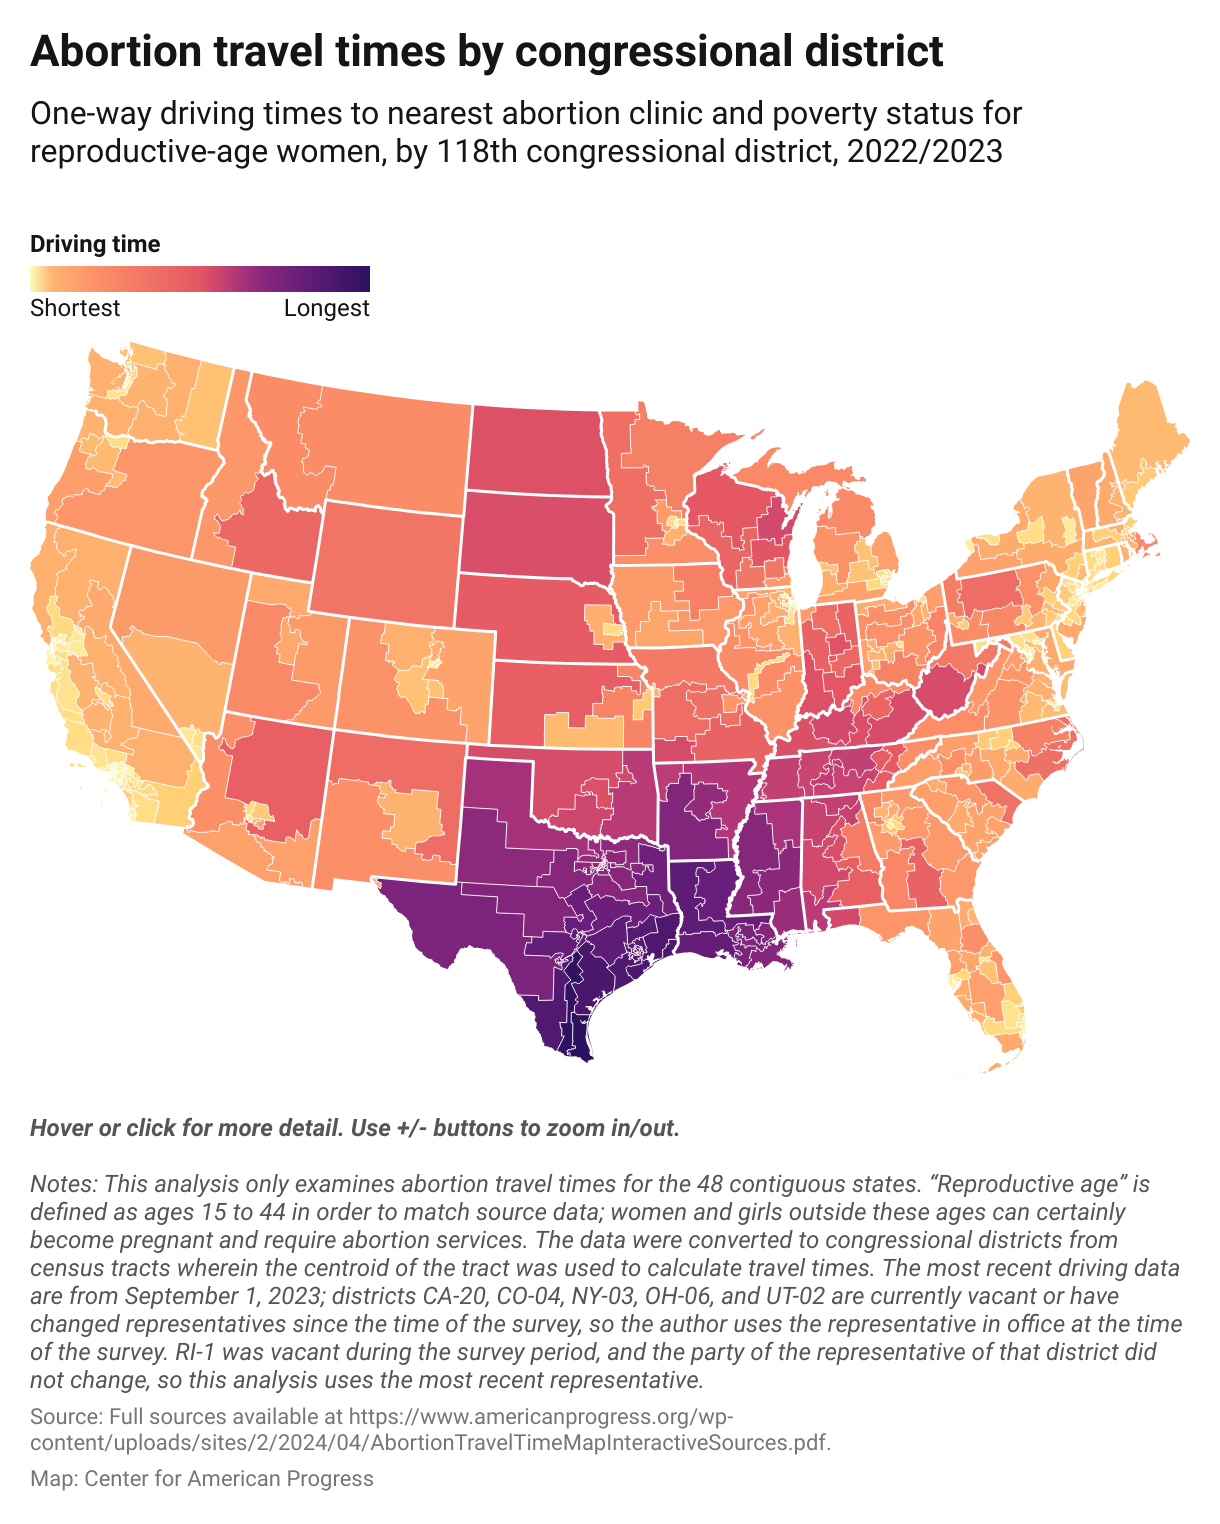 Abortion travel times by congressional district
One-way driving times to nearest abortion clinic and poverty status for
reproductive-age women, by 118th congressional district, 2022/2023
Driving time
Shortest Longest
Hover or click for more detail. Use +/- buttons to zoom in/out.
Notes: This analysis only examines abortion travel times for the 48 contiguous states. “Reproductive age” is
defined as ages 15 to 44 in order to match source data; women and girls outside these ages can certainly
become pregnant and require abortion services. The data were converted to congressional districts from
census tracts wherein the centroid of the tract was used to calculate travel times. The most recent driving data
are from September 1, 2023; districts CA-20, CO-04, NY-03, OH-06, and UT-02 are currently vacant or have
changed representatives since the time of the survey, so the author uses the representative in office at the time
of the survey. RI-1 was vacant during the survey period, and the party of the representative of that district did
not change, so this analysis uses the most recent representative.
Source: Full sources available at https://www.americanprogress.org/wp-
content/uploads/sites/2/2024/04/AbortionTravelTimeMapInteractiveSources.pdf.
Map: Center for American Progress